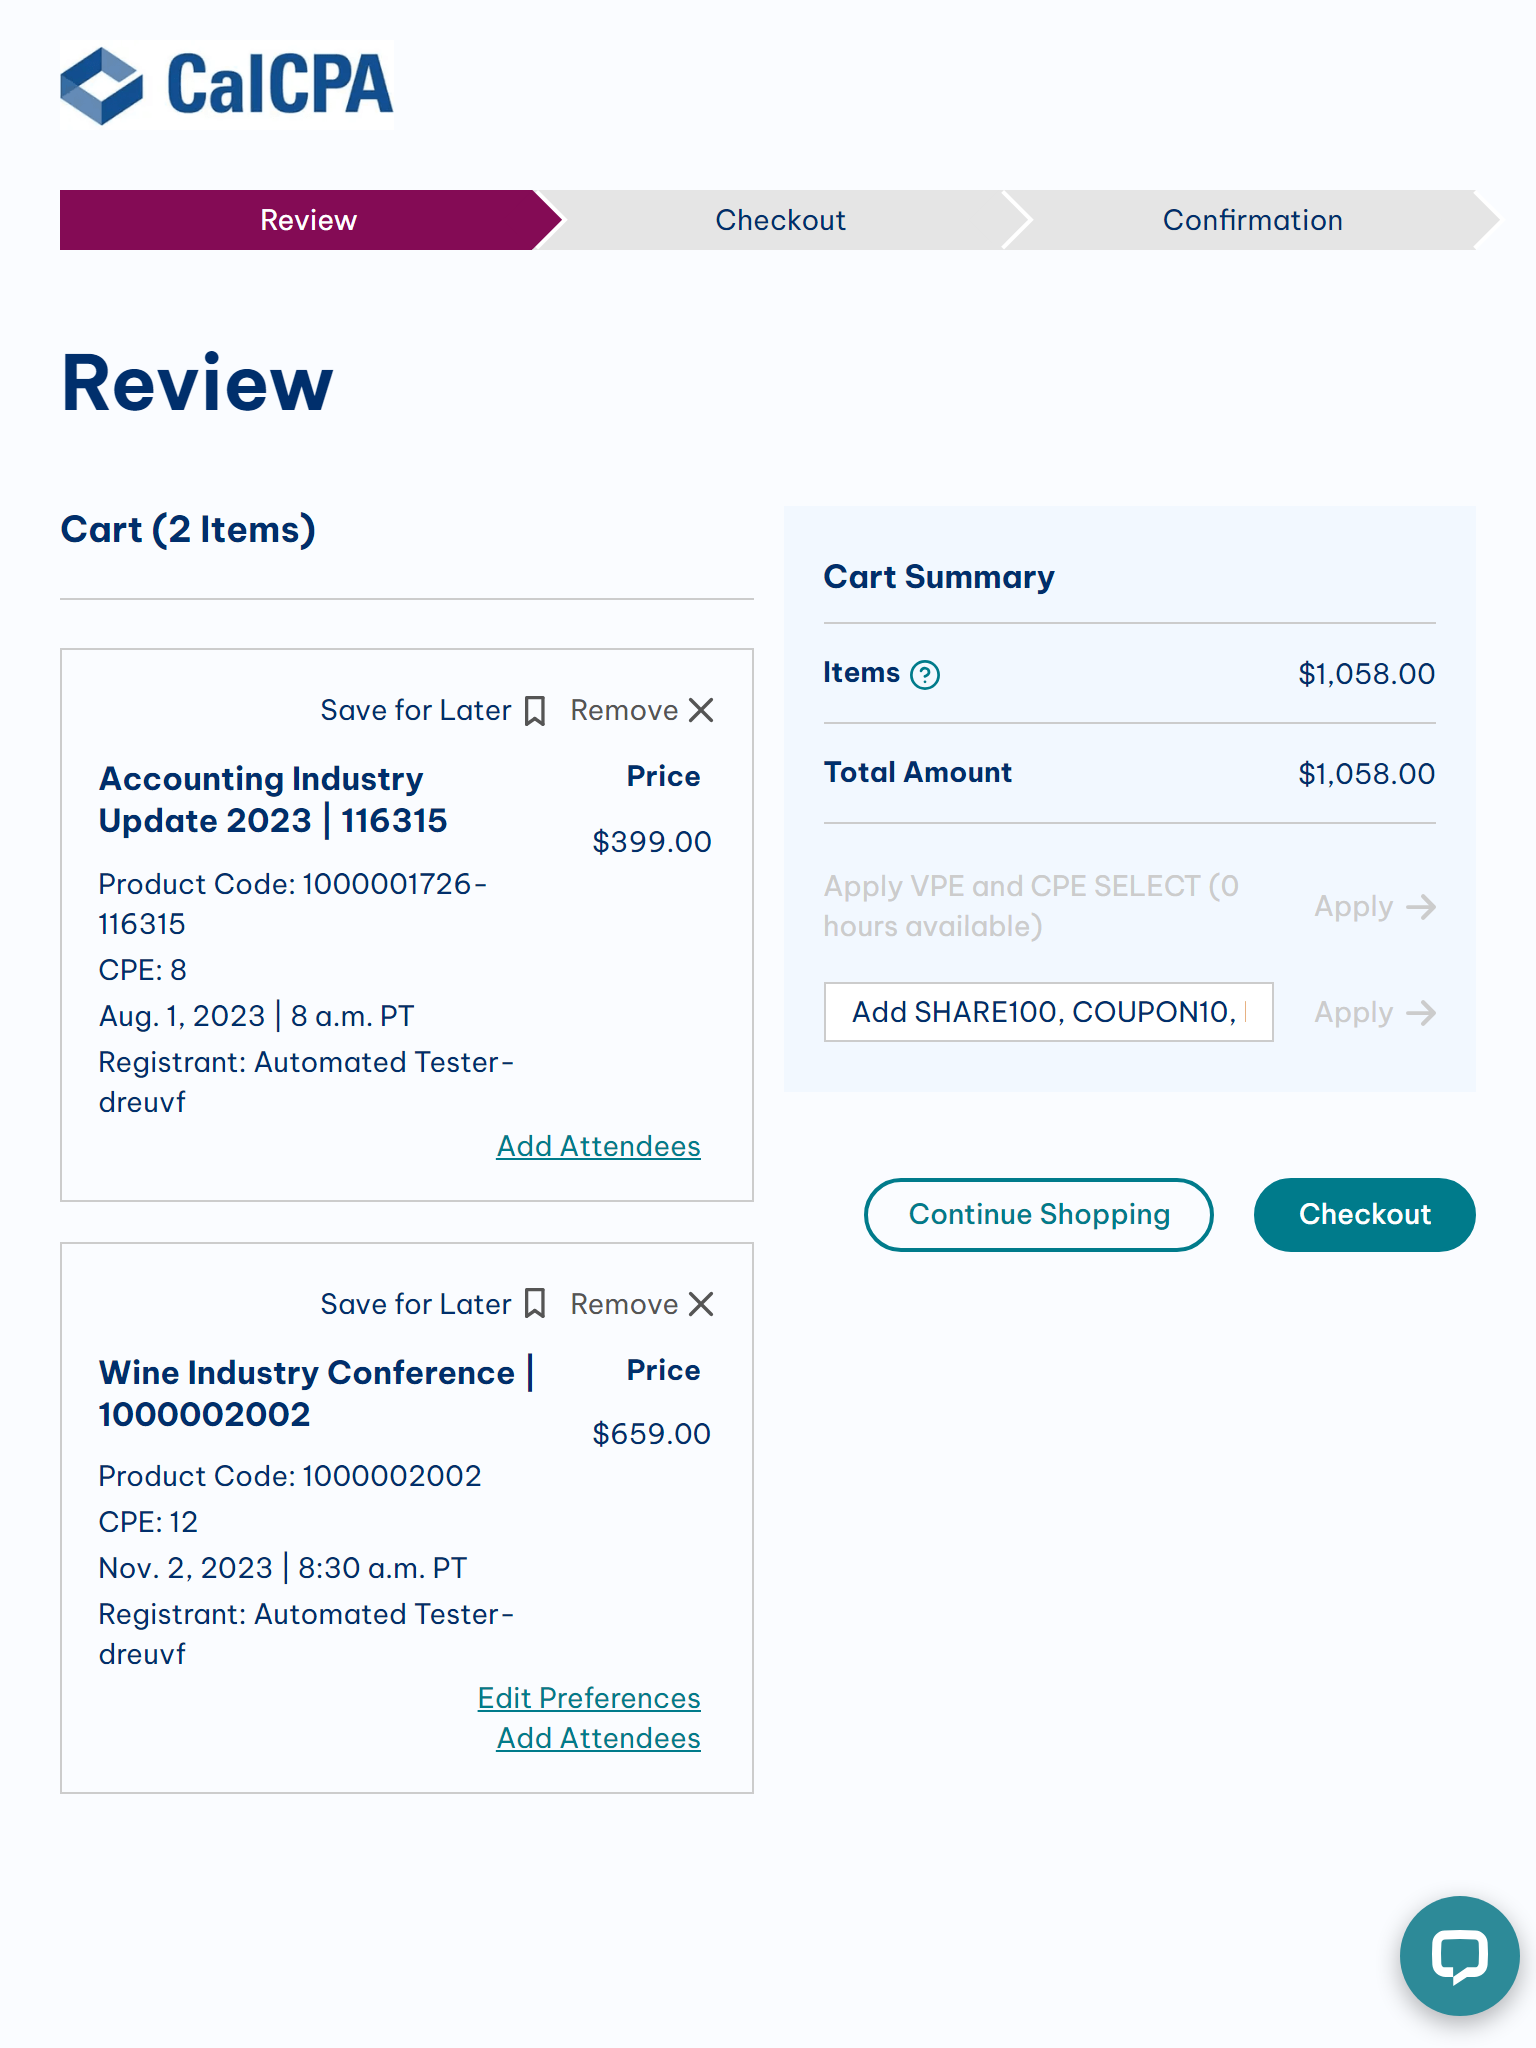 CalCPA
Review
Checkout
Confirmation
Review
Cart (2 Items)
Save for Later
Remove
Accounting Industry
Update 2023 | 116315
Price
$399.00
Product Code: 1000001726-
116315
CPE: 8
Aug. 1, 2023 | 8 a.m. PT
Registrant: Automated Tester-
dreuvf
Add Attendees
Save for Later
Remove
Wine Industry Conference |
1000002002
Price
$659.00
Product Code: 1000002002
CPE: 12
Nov. 2, 2023 | 8:30 a.m. PT
Registrant: Automated Tester-
dreuvf
Edit Preferences
Add Attendees
Cart Summary
Items ?
$1,058.00
Total Amount
$1,058.00
Apply VPE and CPE SELECT (0
hours available)
Apply
Add SHARE100, COUPON10,
Apply
Continue Shopping
Checkout